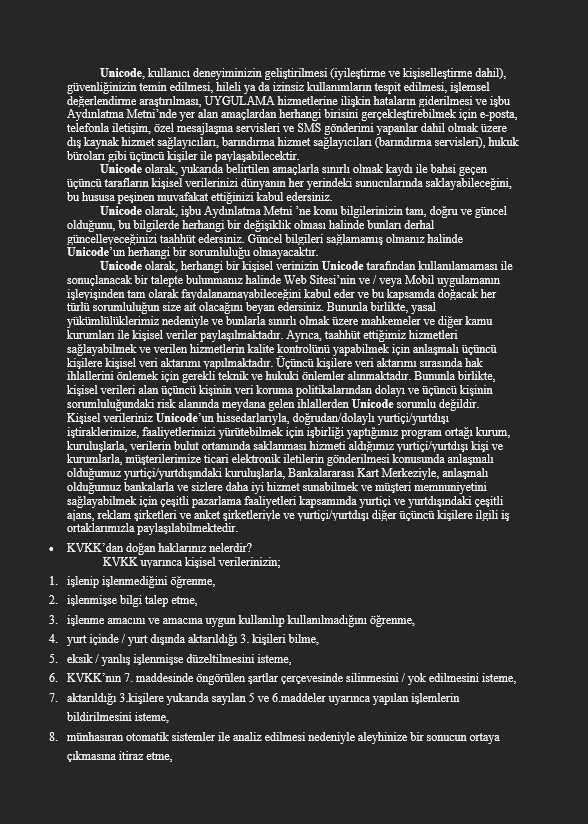 Unicode, kullanıcı deneyiminizin geliştirilmesi (iyileştirme ve kişiselleştirme dahil),
güvenliğinizin temin edilmesi, hileli ya da izinsiz kullanımların tespit edilmesi, işlemsel
değerlendirme araştırılması, UYGULAMA hizmetlerine ilişkin hataların giderilmesi ve işbu
Aydınlatma Metni’nde yer alan amaçlardan herhangi birisini gerçekleştirebilmek için e-posta,
telefonla iletişim, özel mesajlaşma servisleri ve SMS gönderimi yapanlar dahil olmak üzere
dış kaynak hizmet sağlayıcıları, barındırma hizmet sağlayıcıları (barındırma servisleri), hukuk
büroları gibi üçüncü kişiler ile paylaşabilecektir.
Unicode olarak, yukarıda belirtilen amaçlarla sınırlı olmak kaydı ile bahsi geçen
üçüncü tarafların kişisel verilerinizi dünyanın her yerindeki sunucularında saklayabileceğini,
bu hususa peşinen muvafakat ettiğinizi kabul edersiniz.
Unicode olarak, işbu Aydınlatma Metni ’ne konu bilgilerinizin tam, doğru ve güncel
olduğunu, bu bilgilerde herhangi bir değişiklik olması halinde bunları derhal
güncelleyeceğinizi taahhüt edersiniz. Güncel bilgileri sağlamamış olmanız halinde
Unicode’un herhangi bir sorumluluğu olmayacaktır.
Unicode olarak, herhangi bir kişisel verinizin Unicode tarafından kullanılamaması ile
sonuçlanacak bir talepte bulunmanız halinde Web Sitesi’nin ve / veya Mobil uygulamanın
işleyişinden tam olarak faydalanamayabileceğini kabul eder ve bu kapsamda doğacak her
türlü sorumluluğun size ait olacağını beyan edersiniz. Bununla birlikte, yasal
yükümlülüklerimiz nedeniyle ve bunlarla sınırlı olmak üzere mahkemeler ve diğer kamu
kurumları ile kişisel veriler paylaşılmaktadır. Ayrıca, taahhüt ettiğimiz hizmetleri
sağlayabilmek ve verilen hizmetlerin kalite kontrolünü yapabilmek için anlaşmalı üçüncü
kişilere kişisel veri aktarımı yapılmaktadır. Üçüncü kişilere veri aktarımı sırasında hak
ihlallerini önlemek için gerekli teknik ve hukuki önlemler alınmaktadır. Bununla birlikte,
kişisel verileri alan üçüncü kişinin veri koruma politikalarından dolayı ve üçüncü kişinin
sorumluluğundaki risk alanında meydana gelen ihlallerden Unicode sorumlu değildir.
Kişisel verileriniz Unicode’un hissedarlarıyla, doğrudan/dolaylı yurtiçi/yurtdışı
iştiraklerimize, faaliyetlerimizi yürütebilmek için işbirliği yaptığımız program ortağı kurum,
kuruluşlarla, verilerin bulut ortamında saklanması hizmeti aldığımız yurtiçi/yurtdışı kişi ve
kurumlarla, müşterilerimize ticari elektronik iletilerin gönderilmesi konusunda anlaşmalı
olduğumuz yurtiçi/yurtdışındaki kuruluşlarla, Bankalararası Kart Merkeziyle, anlaşmalı
olduğumuz bankalarla ve sizlere daha iyi hizmet sunabilmek ve müşteri memnuniyetini
sağlayabilmek için çeşitli pazarlama faaliyetleri kapsamında yurtiçi ve yurtdışındaki çeşitli
ajans, reklam şirketleri ve anket şirketleriyle ve yurtiçi/yurtdışı diğer üçüncü kişilere ilgili iş
ortaklarımızla paylaşılabilmektedir.
• KVKK’dan doğan haklarınız nelerdir?
KVKK uyarınca kişisel verilerinizin;
1. işlenip işlenmediğini öğrenme,
2. işlenmişse bilgi talep etme,
3. işlenme amacını ve amacına uygun kullanılıp kullanılmadığını öğrenme,
4. yurt içinde / yurt dışında aktarıldığı 3. kişileri bilme,
5. eksik / yanlış işlenmişse düzeltilmesini isteme,
6. KVKK’nın 7. maddesinde öngörülen şartlar çerçevesinde silinmesini / yok edilmesini isteme,
7. aktarıldığı 3.kişilere yukarıda sayılan 5 ve 6.maddeler uyarınca yapılan işlemlerin
bildirilmesini isteme,
8. münhasıran otomatik sistemler ile analiz edilmesi nedeniyle aleyhinize bir sonucun ortaya
çıkmasına itiraz etme,